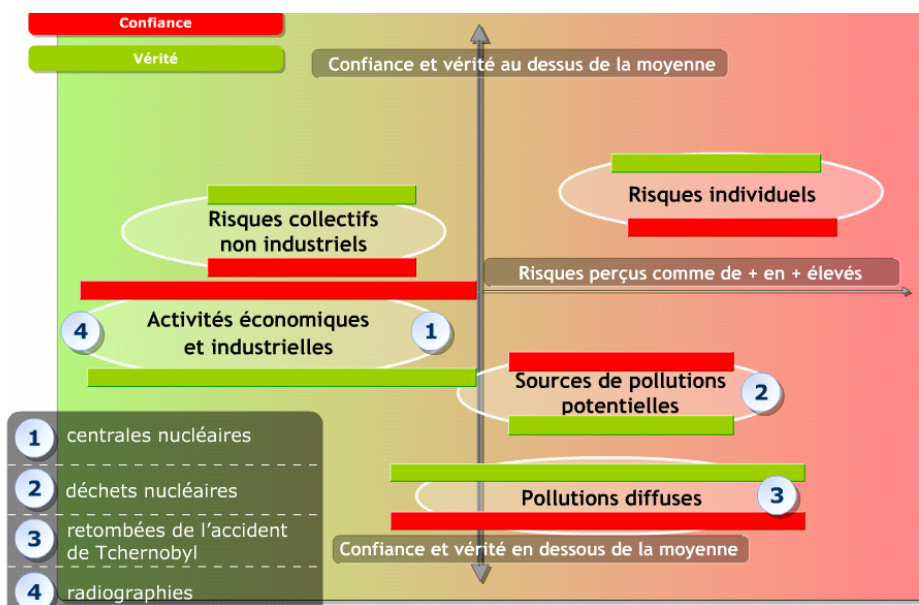 Confiance
Vérité
Confiance et vérité au dessus de la moyenne
Risques individuels
Risques collectifs
non industriels
Risques perçus comme de + en + élevés
4
Activités économiques
et industrielles
1
Sources de pollutions
potentielles
2
Pollutions diffuses
3
Confiance et vérité en dessous de la moyenne
1 centrales nucléaires
2 déchets nucléaires
3 retombées de l'accident
de Tchernobyl
4 radiographies